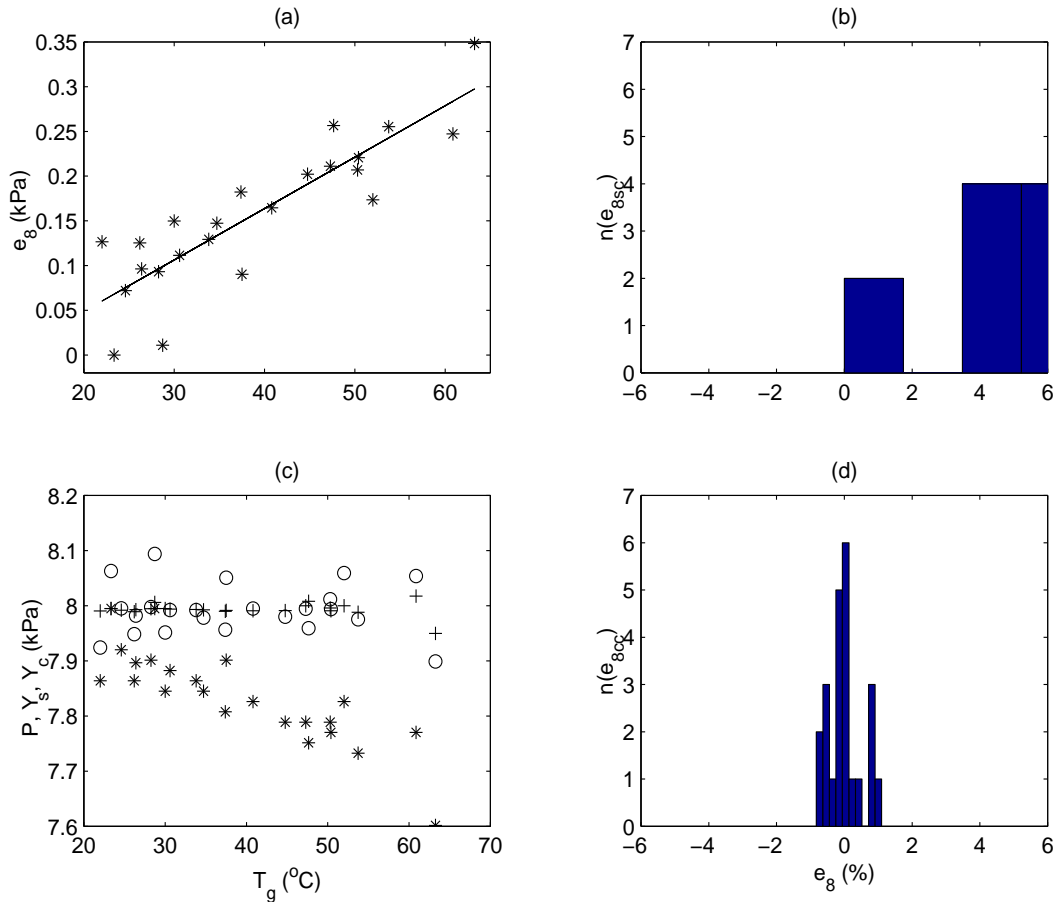 (a)
0.35
0.3
0.25
0.2
0.15
0.1
0.05
0
e8 (kPa)
20 30 40 50 60
(b)
7
6
5
4
3
2
1
0
n(e8sc)
−6 −4 −2 0 2 4 6
(c)
8.2
8.1
8
7.9
7.8
7.7
7.6
P, Ys, Yc (kPa)
20 30 40 50 60 70
Tg (oC)
(d)
7
6
5
4
3
2
1
0
n(e8cc)
−6 −4 −2 0 2 4 6
e8 (%)